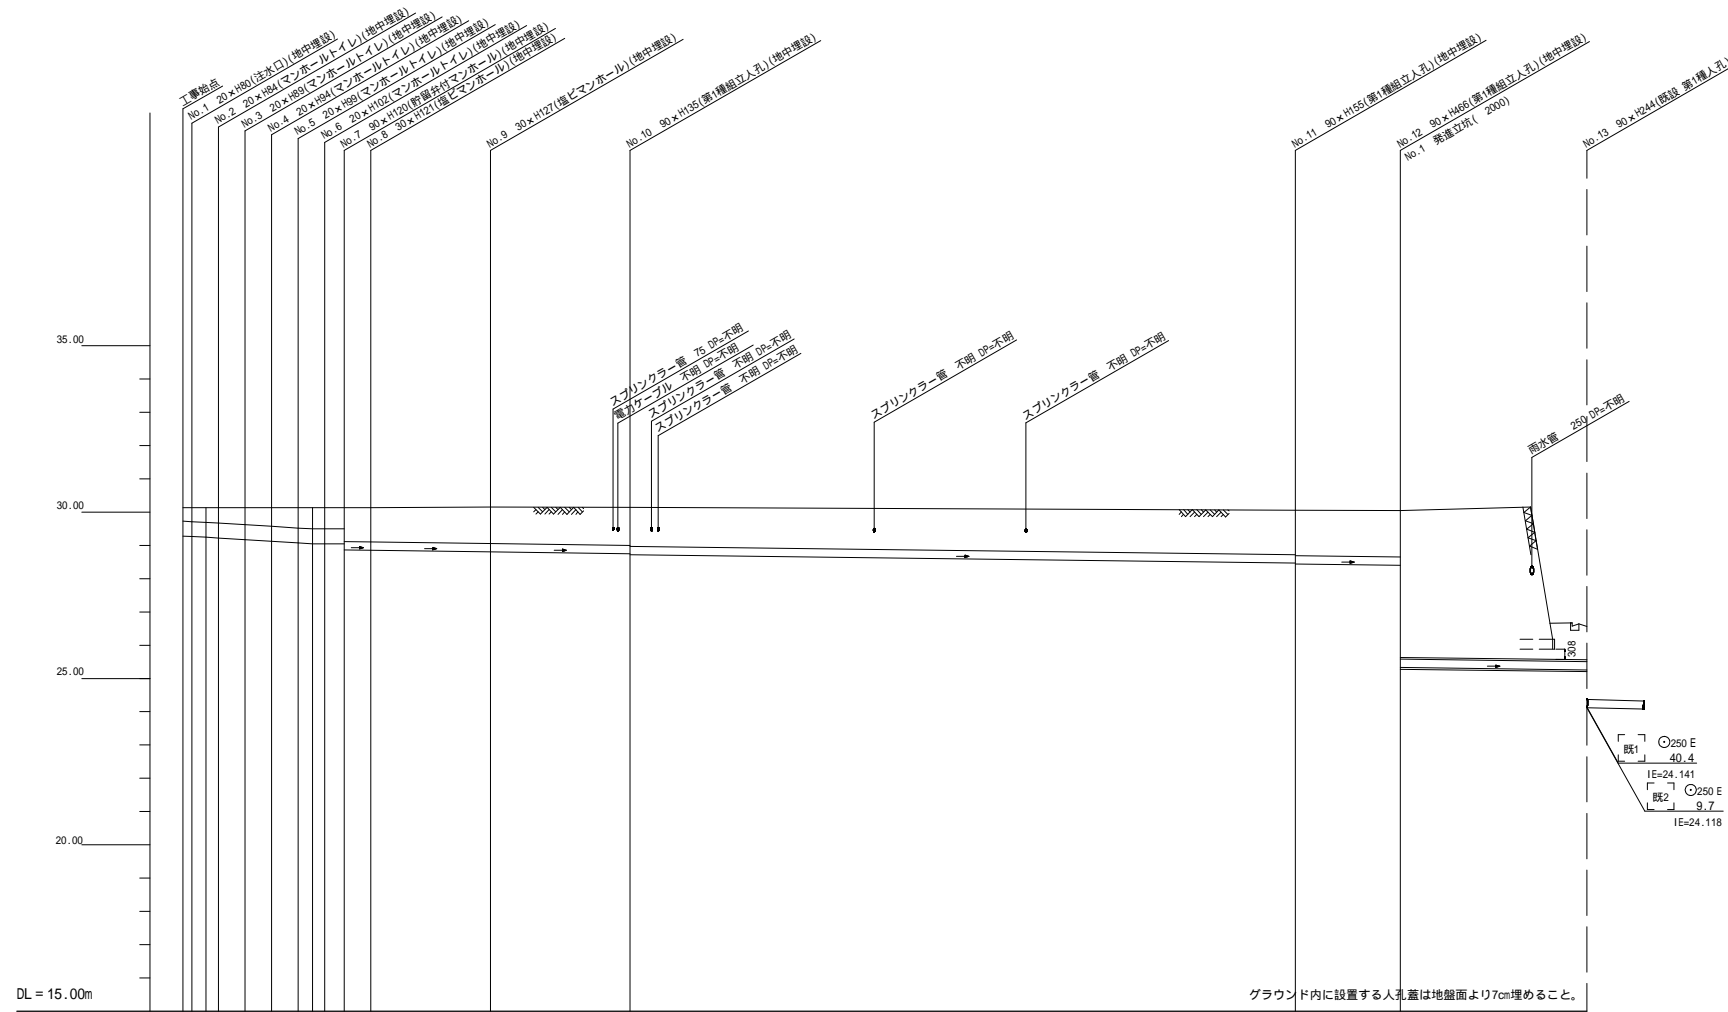 工事始点
No.1 20×H80(注水口)(地中埋設)
No.2 20×H84(マンホールトイレ)(地中埋設)
No.3 20×H89(マンホールトイレ)(地中埋設)
No.4 20×H94(マンホールトイレ)(地中埋設)
No.5 20×H99(マンホールトイレ)(地中埋設)
No.6 20×H102(マンホールトイレ)(地中埋設)
No.7 90×H120(貯留弁付マンホール)(地中埋設)
No.8 30×H121(塩ビマンホール)(地中埋設)
No.9 30×H127(塩ビマンホール)(地中埋設)
No.10 90×H135(第1種組立人孔)(地中埋設)
No.11 90×H155(第1種組立人孔)(地中埋設)
No.12 90×H466(第1種組立人孔)(地中埋設)
No.1 発進立坑( 2000)
No.13 90×H244(既設 第1種人孔)
35.00
スプリンクラー管 75 DP=不明
電力ケーブル 不明 DP=不明
スプリンクラー管 不明 DP=不明
スプリンクラー管 不明 DP=不明
スプリンクラー管 不明 DP=不明
スプリンクラー管 不明 DP=不明
雨水管 250 DP=不明
30.00
308
25.00
既1 250 E
40.4
IE=24.141
既2 250 E
9.7
IE=24.118
20.00
DL=15.00m
グラウンド内に設置する人孔蓋は地盤面より7cm埋めること。